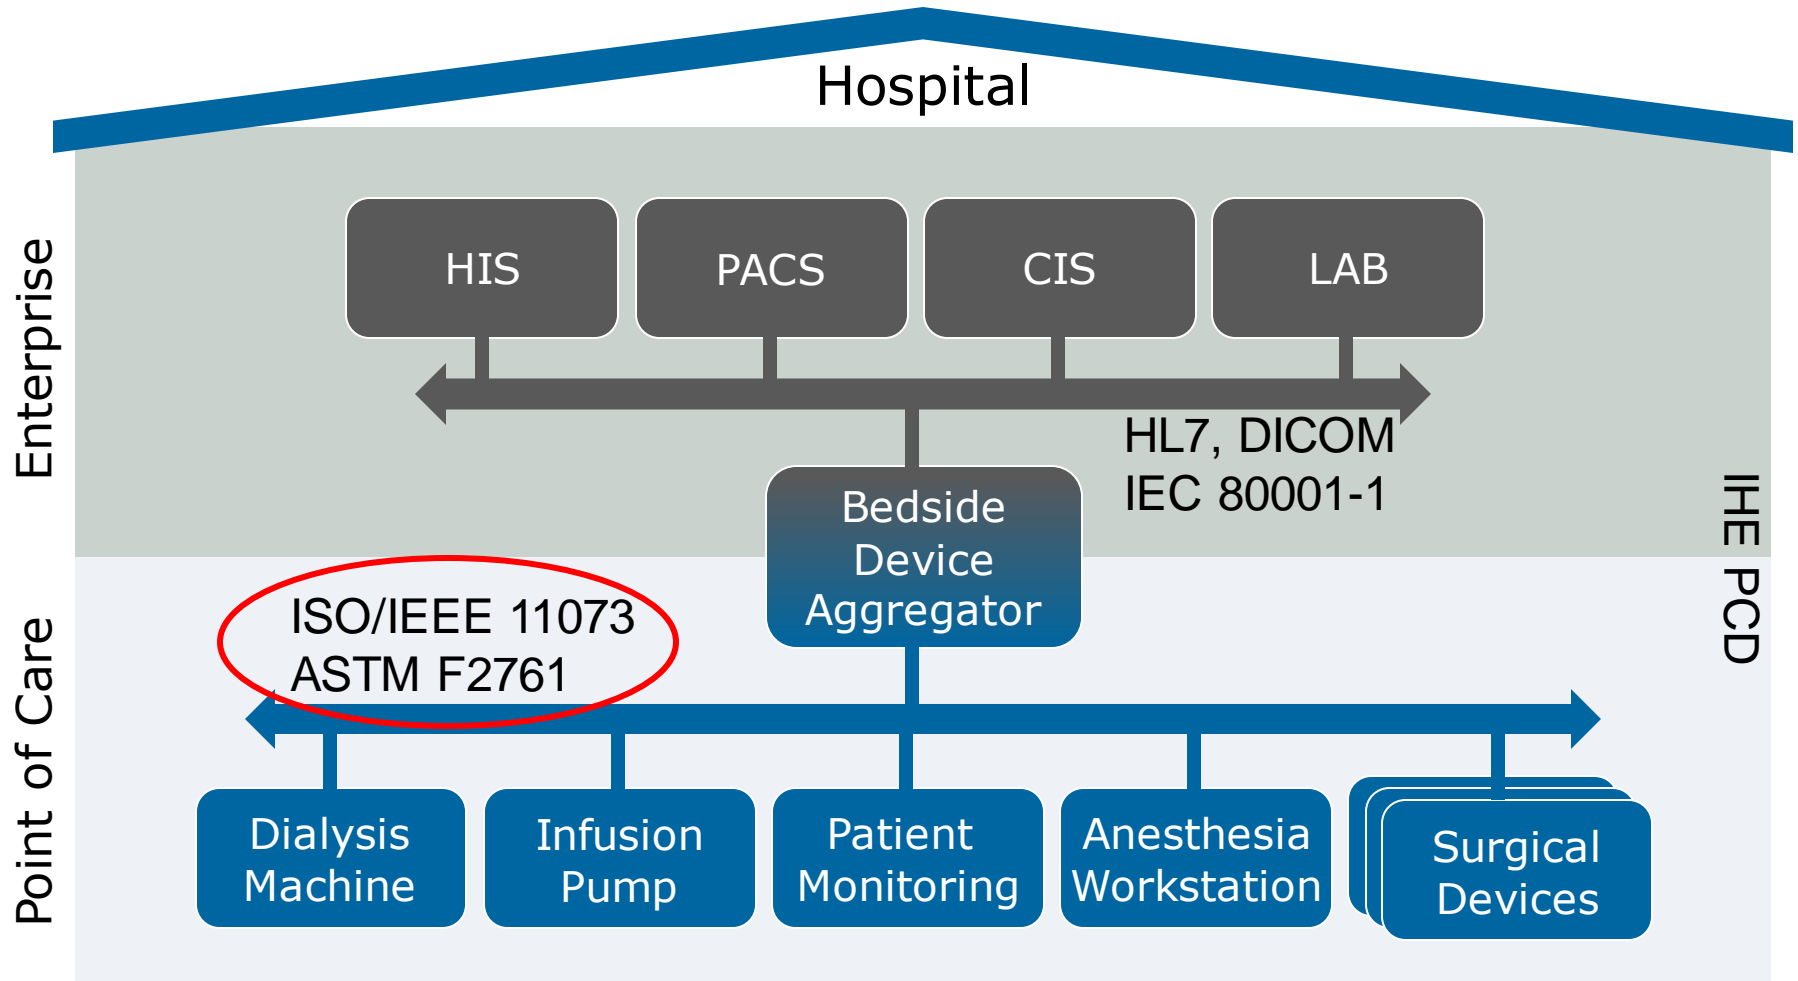 Hospital
Enterprise
HIS
PACS
CIS
LAB
HL7, DICOM
IEC 80001-1
Bedside
Device
Aggregator
IHE PCD
Point of Care
ISO/IEEE 11073
ASTM F2761
Dialysis
Machine
Infusion
Pump
Patient
Monitoring
Anesthesia
Workstation
Surgical
Devices